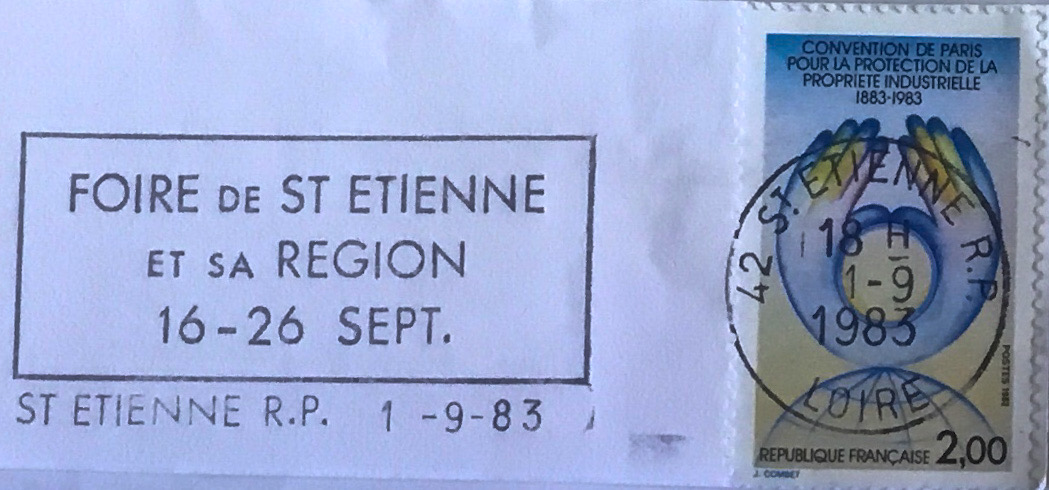 FOIRE DE ST ETIENNE
ET SA REGION
16-26 SEPT.
ST ETIENNE R.P. 1 -9-83
CONVENTION DE PARIS
POUR LA PROTECTION DE LA
PROPRIETE INDUSTRIELLE
1883-1983
42 ST. ETIENNE R.P.
18 H
1-9
1983
LOIRE
POSTES 1982
REPUBLIQUE FRANÇAISE 2,00
J. COMBET